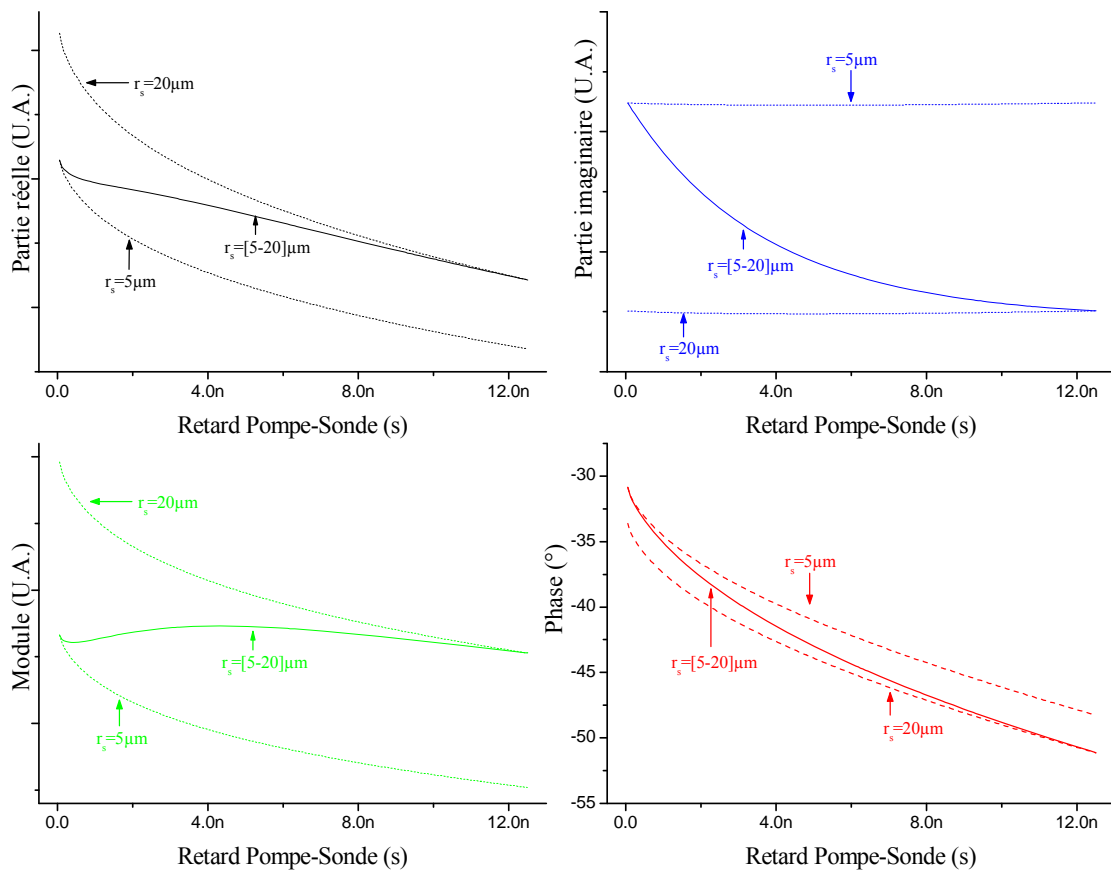 Partie réelle (U.A.)
r_s=20µm
r_s=[5-20]µm
r_s=5µm
0.0 4.0n 8.0n 12.0n
Retard Pompe-Sonde (s)
Partie imaginaire (U.A.)
r_s=5µm
r_s=[5-20]µm
r_s=20µm
0.0 4.0n 8.0n 12.0n
Retard Pompe-Sonde (s)
Module (U.A.)
r_s=20µm
r_s=[5-20]µm
r_s=5µm
0.0 4.0n 8.0n 12.0n
Retard Pompe-Sonde (s)
Phase (°)
-30
-35
-40
-45
-50
-55
r_s=5µm
r_s=[5-20]µm
r_s=20µm
0.0 4.0n 8.0n 12.0n
Retard Pompe-Sonde (s)